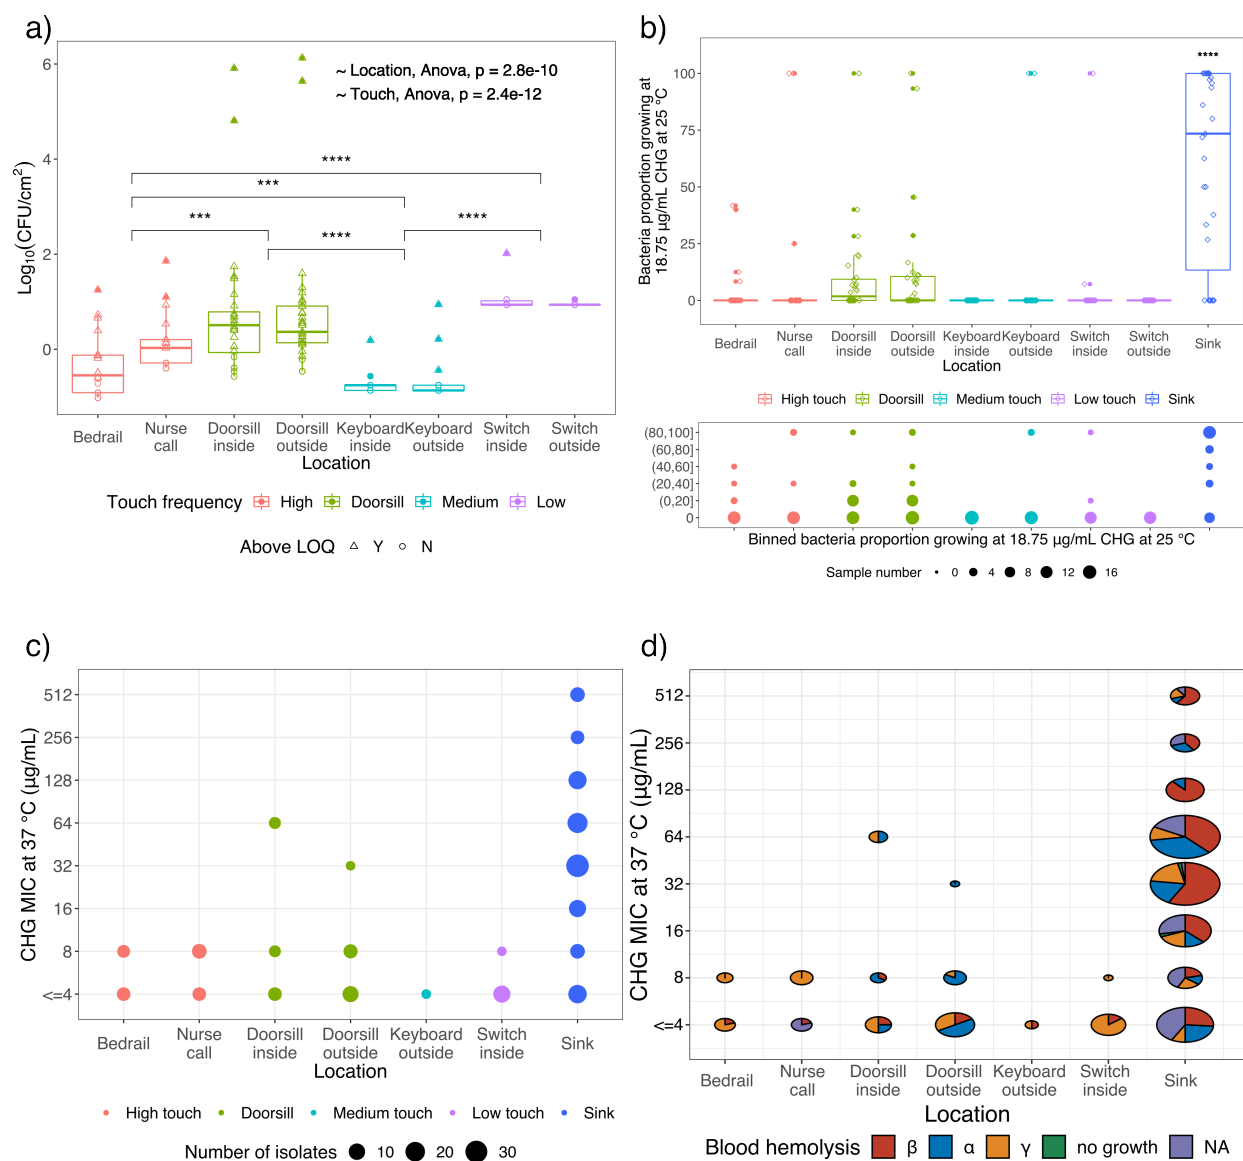 a)
~ Location, Anova, p = 2.8e-10
~ Touch, Anova, p = 2.4e-12
****
***
***
****
****
Log10(CFU/cm2)
6
4
2
0
Bedrail
Nurse call
Doorsill inside
Doorsill outside
Keyboard inside
Keyboard outside
Switch inside
Switch outside
Location
Touch frequency High Doorsill Medium Low
Above LOQ Y N
b)
****
Bacteria proportion growing at
18.75 µg/mL CHG at 25 °C
100
75
50
25
0
Bedrail
Nurse call
Doorsill inside
Doorsill outside
Keyboard inside
Keyboard outside
Switch inside
Switch outside
Sink
Location
High touch Doorsill Medium touch Low touch Sink
(80,100]
(60,80]
(40,60]
(20,40]
(0,20]
0
Binned bacteria proportion growing at 18.75 µg/mL CHG at 25 °C
Sample number 0 4 8 12 16
c)
CHG MIC at 37 °C (µg/mL)
512
256
128
64
32
16
8
<=4
Bedrail
Nurse call
Doorsill inside
Doorsill outside
Keyboard outside
Switch inside
Sink
Location
High touch Doorsill Medium touch Low touch Sink
Number of isolates 10 20 30
d)
CHG MIC at 37 °C (µg/mL)
512
256
128
64
32
16
8
<=4
Bedrail
Nurse call
Doorsill inside
Doorsill outside
Keyboard outside
Switch inside
Sink
Location
Blood hemolysis β α γ no growth NA